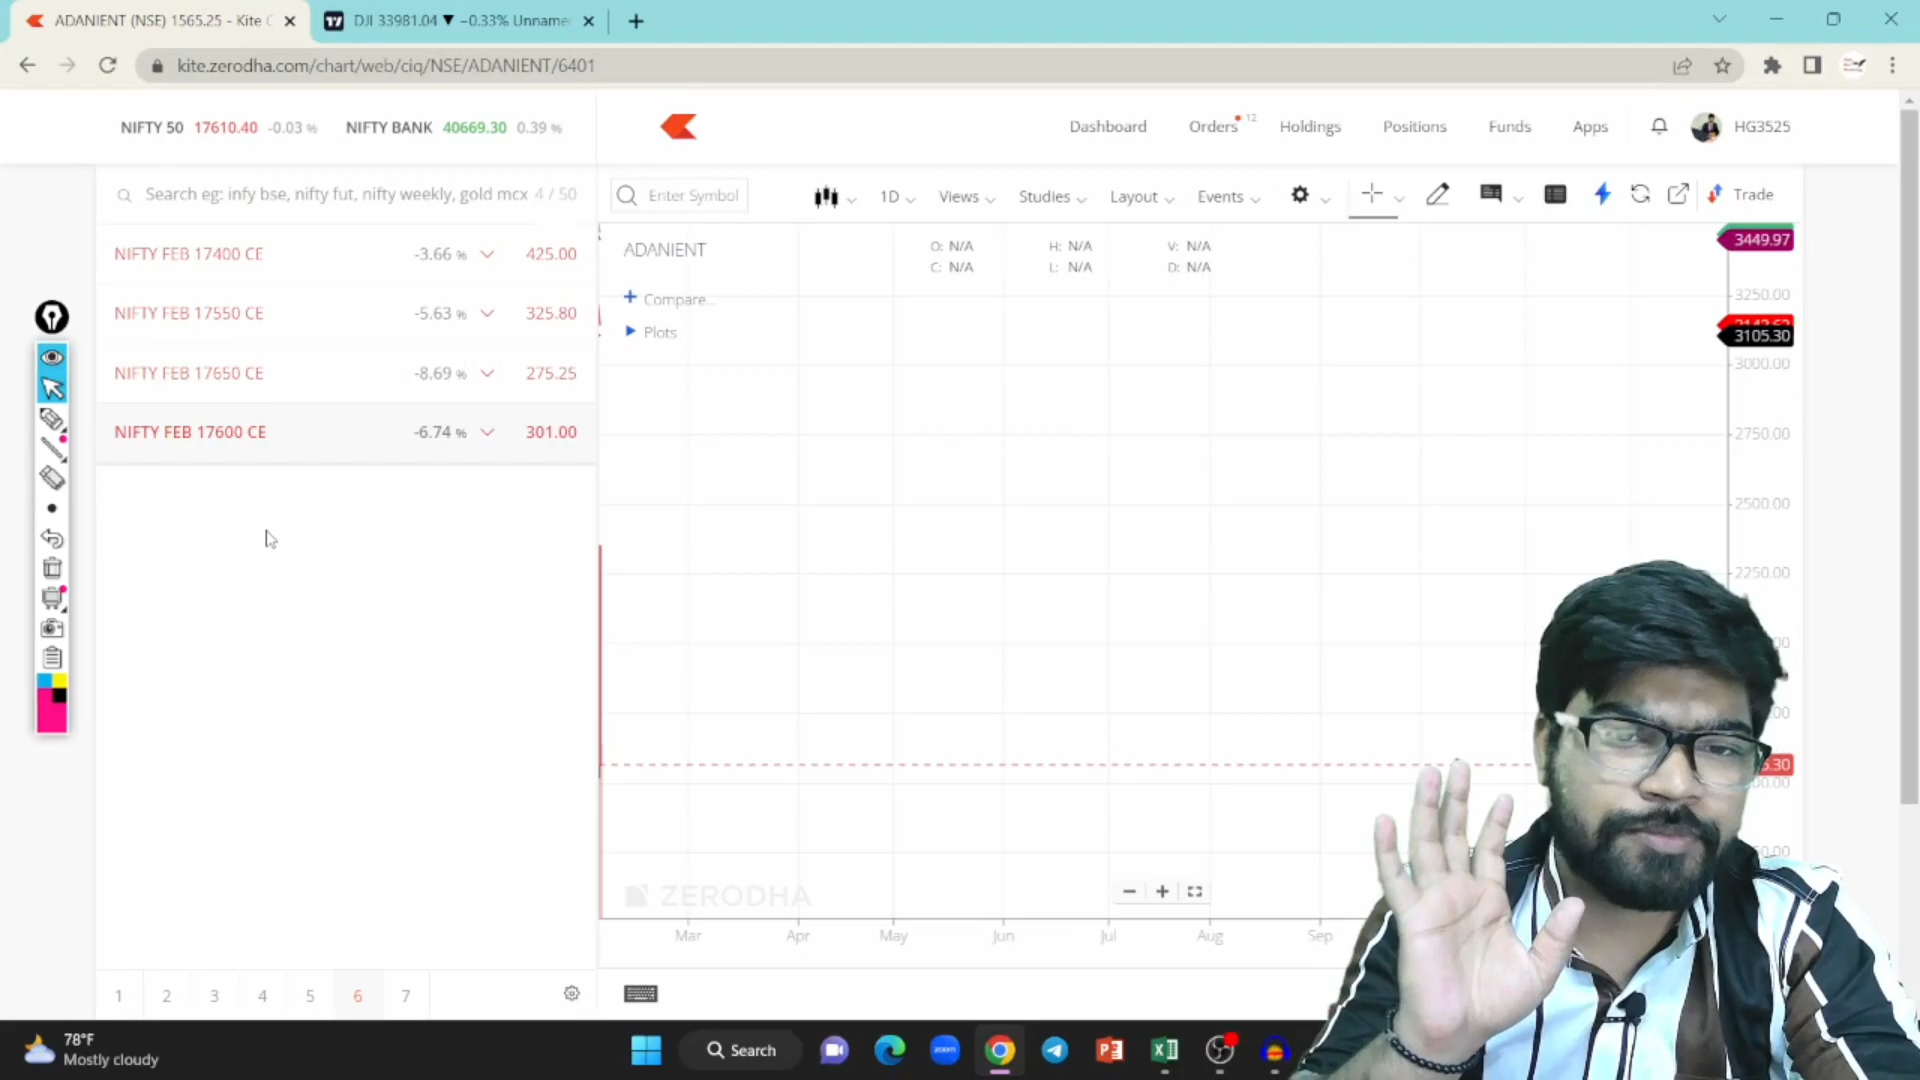 ADANIENT (NSE) 1565.25 - Kite C
DJI 33981.04 ▼ −0.33% Unname
kite.zerodha.com/chart/web/ciq/NSE/ADANIENT/6401
NIFTY 50 17610.40 -0.03 % NIFTY BANK 40669.30 0.39 %
Dashboard Orders 12 Holdings Positions Funds Apps HG3525
Search eg: infy bse, nifty fut, nifty weekly, gold mcx 4 / 50
Enter Symbol 1D Views Studies Layout Events Trade
NIFTY FEB 17400 CE -3.66 % 425.00
NIFTY FEB 17550 CE -5.63 % 325.80
NIFTY FEB 17650 CE -8.69 % 275.25
NIFTY FEB 17600 CE -6.74 % 301.00
ADANIENT
O: N/A H: N/A V: N/A
C: N/A L: N/A D: N/A
+ Compare...
Plots
3449.97
3250.00
3105.30
3000.00
2750.00
2500.00
2250.00
ZERODHA
Mar Apr May Jun Jul Aug Sep
1 2 3 4 5 6 7
78°F
Mostly cloudy
Search
zoom